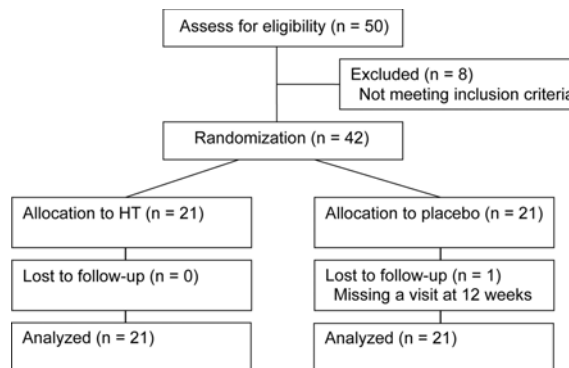 Assess for eligibility (n = 50)
Excluded (n = 8)
Not meeting inclusion criteria
Randomization (n = 42)
Allocation to HT (n = 21)
Allocation to placebo (n = 21)
Lost to follow-up (n = 0)
Lost to follow-up (n = 1)
Missing a visit at 12 weeks
Analyzed (n = 21)
Analyzed (n = 21)